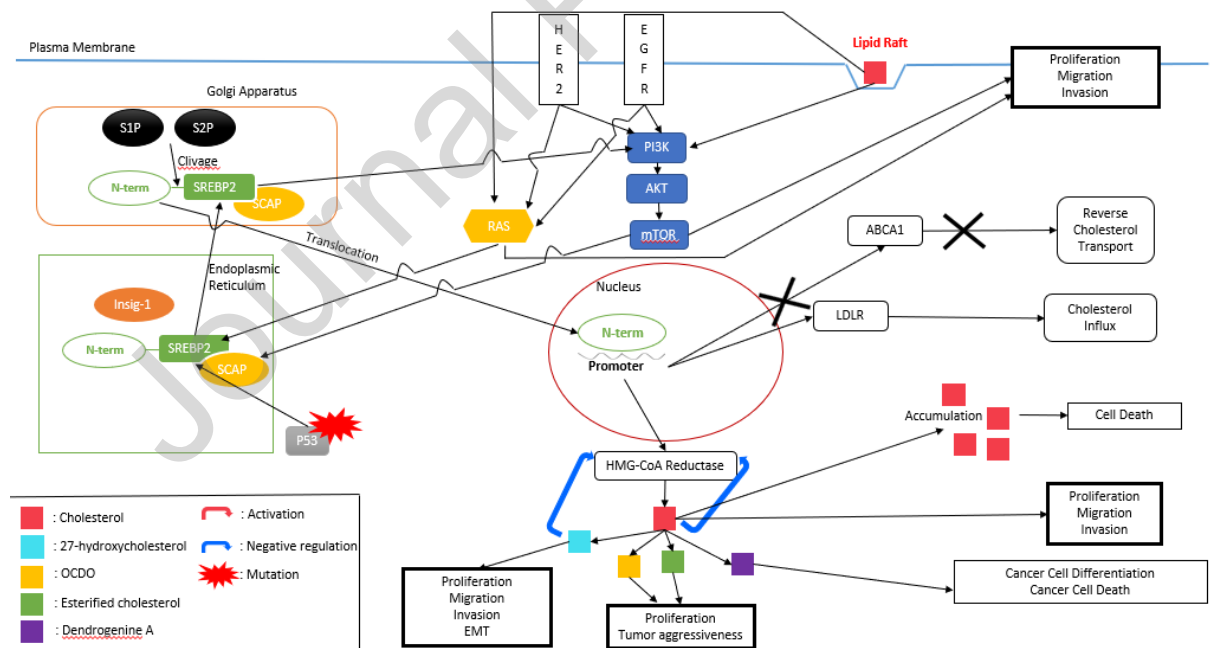 Journal P
Plasma Membrane
H
E
R
2
E
G
F
R
Lipid Raft
Proliferation
Migration
Invasion
Golgi Apparatus
S1P
S2P
Clivage
N-term
SREBP2
SCAP
PI3K
AKT
mTOR
RAS
Translocation
ABCA1
Reverse
Cholesterol
Transport
Endoplasmic
Reticulum
Insig-1
N-term
SREBP2
SCAP
P53
Nucleus
N-term
Promoter
LDLR
Cholesterol
Influx
Accumulation
Cell Death
HMG-CoA Reductase
Proliferation
Migration
Invasion
Proliferation
Migration
Invasion
EMT
Proliferation
Tumor aggressiveness
Cancer Cell Differentiation
Cancer Cell Death
: Cholesterol
: 27-hydroxycholesterol
: OCDO
: Esterified cholesterol
: Dendrogenine A
: Activation
: Negative regulation
: Mutation